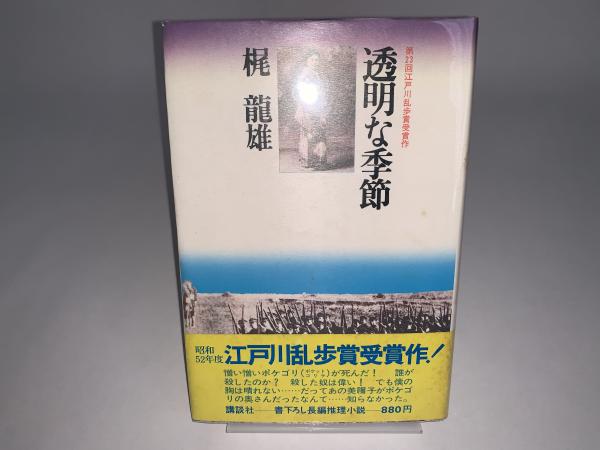 第23回江戸川乱歩賞受賞作
透明な季節
梶 龍雄
昭和
52年度
江戸川乱歩賞受賞作!
憎い憎いポケゴリ()が死んだ! 誰が
殺したのか? 殺した奴は偉い! でも僕の
胸は晴れない……だってあの美しい薫子がポケゴ
リの奥さんだったなんて……知らなかった。
講談社——書下ろし長編推理小説——880円